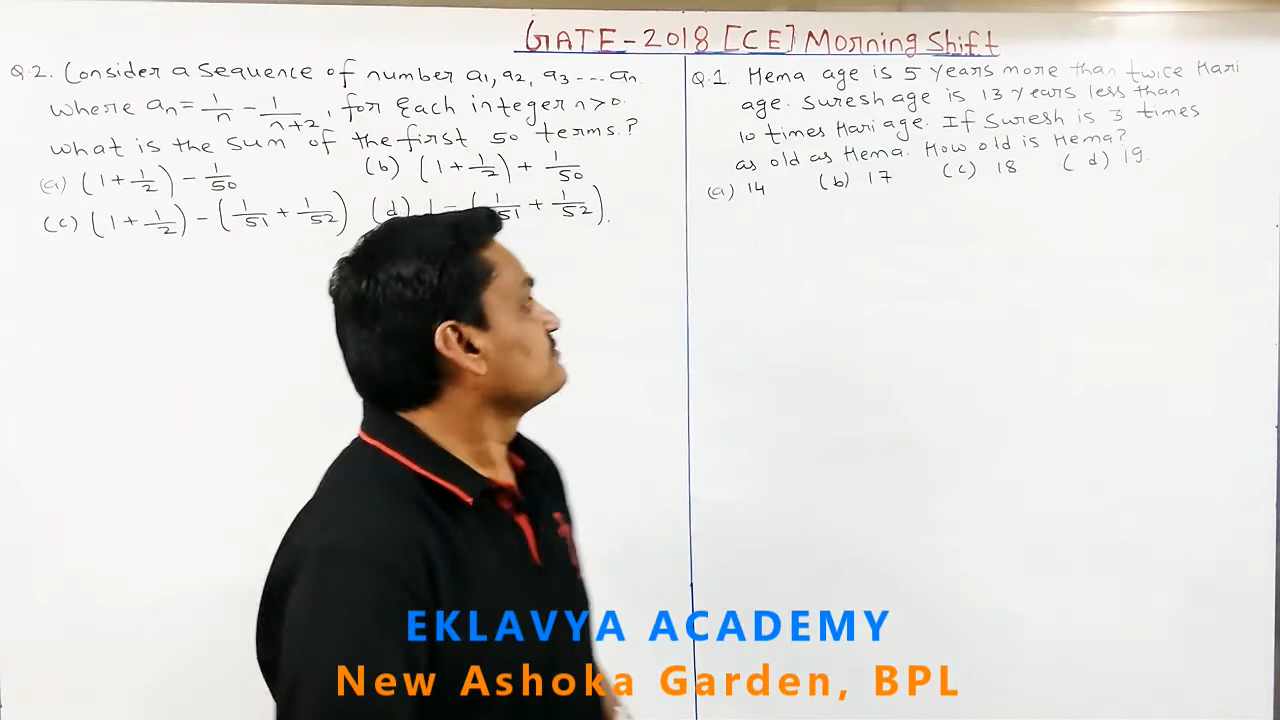 GATE-2018 [CE] Morning Shift
Q.2. Consider a sequence of number a₁, a₂, a₃ --- aₙ.
where aₙ = 1/n - 1/n+2, for each integer n>0.
what is the sum of the first 50 terms.?
(a) (1+1/2) - 1/50 (b) (1+1/2) + 1/50
(c) (1+1/2) - (1/51 + 1/52) (d) 1 - (1/51 + 1/52).
Q.1. Hema age is 5 years more than twice Hari
age. Suresh age is 13 years less than
10 times Hari age. If Suresh is 3 times
as old as Hema. How old is Hema?
(a) 14 (b) 17 (c) 18 (d) 19.
EKLAVYA ACADEMY
New Ashoka Garden, BPL